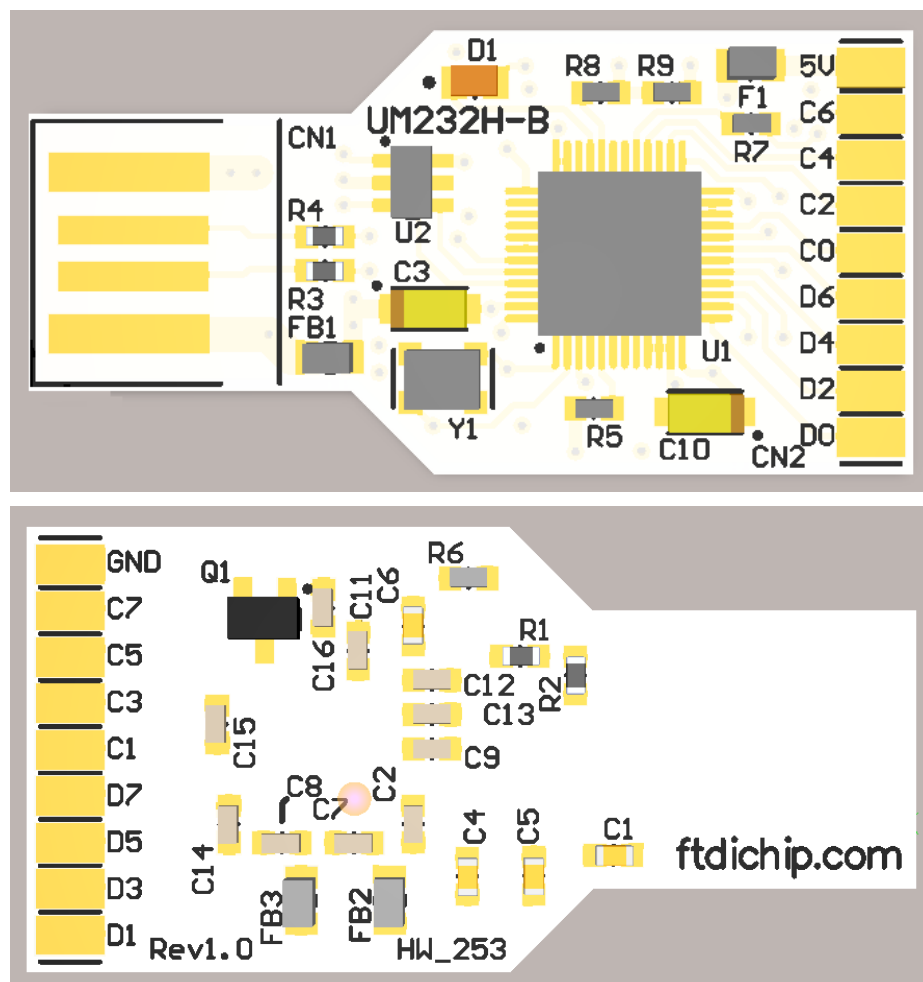 D1
R8
R9
5V
F1
C6
UM232H-B
CN1
R7
C4
R4
C2
U2
C0
C3
D6
R3
FB1
U1
D4
D2
Y1
R5
C10
D0
CN2
GND
R6
Q1
C7
C11
C6
R1
C5
C16
C12
R2
C3
C13
C15
C1
C9
D7
C8
C7
C2
C4
C5
C1
D5
C14
ftdichip.com
D3
FB3
FB2
D1
Rev1.0
HW_253